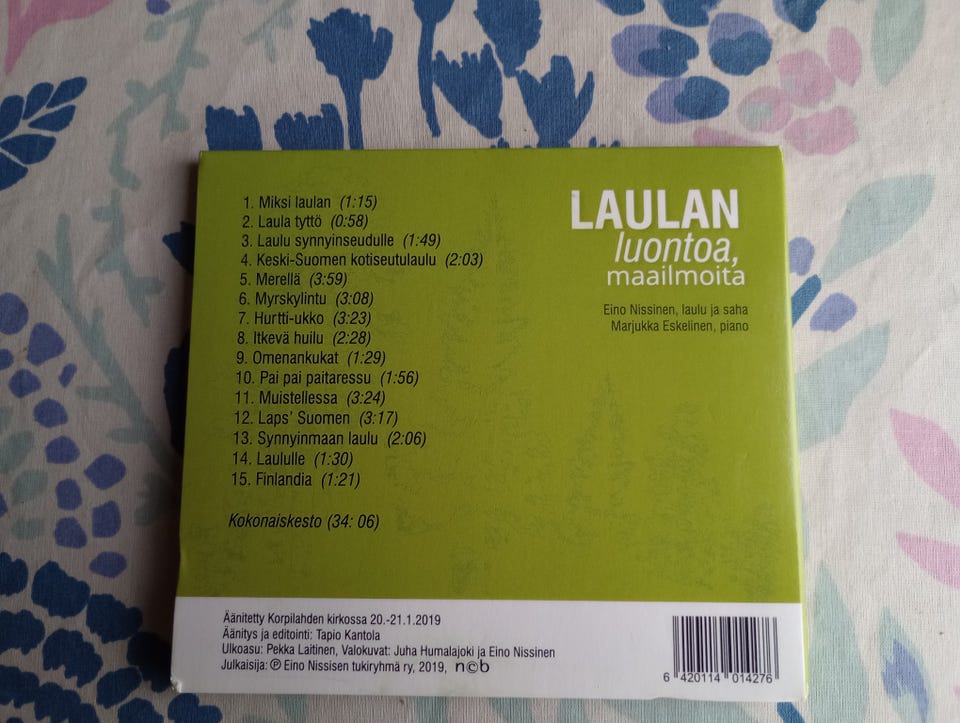 1. Miksi laulan (1:15)
2. Laula tyttö (0:58)
3. Laulu synnyinseudulle (1:49)
4. Keski-Suomen kotiseutulaulu (2:03)
5. Merellä (3:59)
6. Myrskylintu (3:08)
7. Hurtti-ukko (3:23)
8. Itkevä huilu (2:28)
9. Omenankukat (1:29)
10. Pai pai paitaressu (1:56)
11. Muistellessa (3:24)
12. Laps' Suomen (3:17)
13. Synnyinmaan laulu (2:06)
14. Laululle (1:30)
15. Finlandia (1:21)
Kokonaiskesto (34: 06)
LAULAN
luontoa,
maailmoita
Eino Nissinen, laulu ja saha
Marjukka Eskelinen, piano
Äänitetty Korpilahden kirkossa 20.-21.1.2019
Äänitys ja editointi: Tapio Kantola
Ulkoasu: Pekka Laitinen, Valokuvat: Juha Humalajoki ja Eino Nissinen
Julkaisija: ℗ Eino Nissisen tukiryhmä ry, 2019, n©b
6 420114 014276